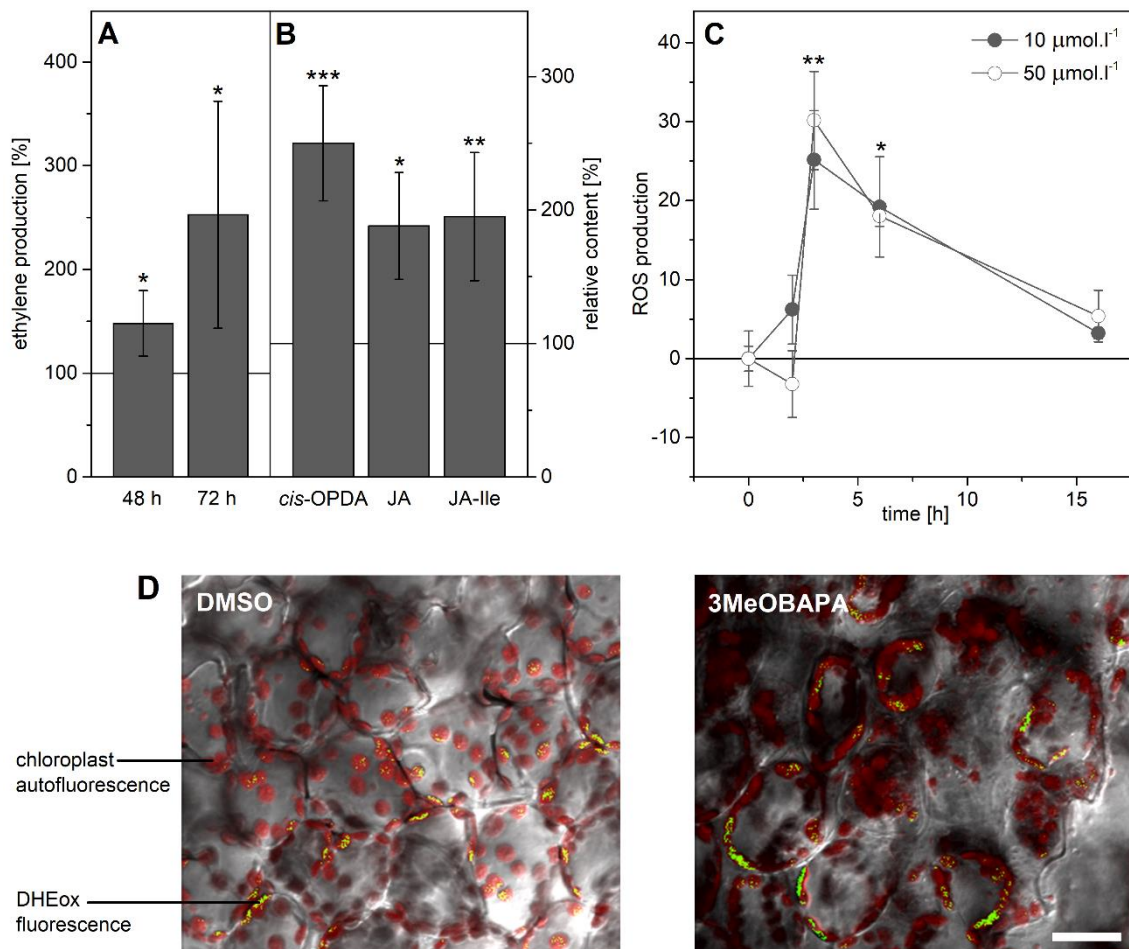 A
B
400
300
200
100
0
ethylene production [%]
*
*
48 h
72 h
***
*
**
cis-OPDA
JA
JA-Ile
300
200
100
0
relative content [%]
C
10 µmol.l-1
50 µmol.l-1
40
30
20
10
0
-10
ROS production
**
*
0
5
10
15
time [h]
D
DMSO
3MeOBAPA
chloroplast
autofluorescence
DHEox
fluorescence